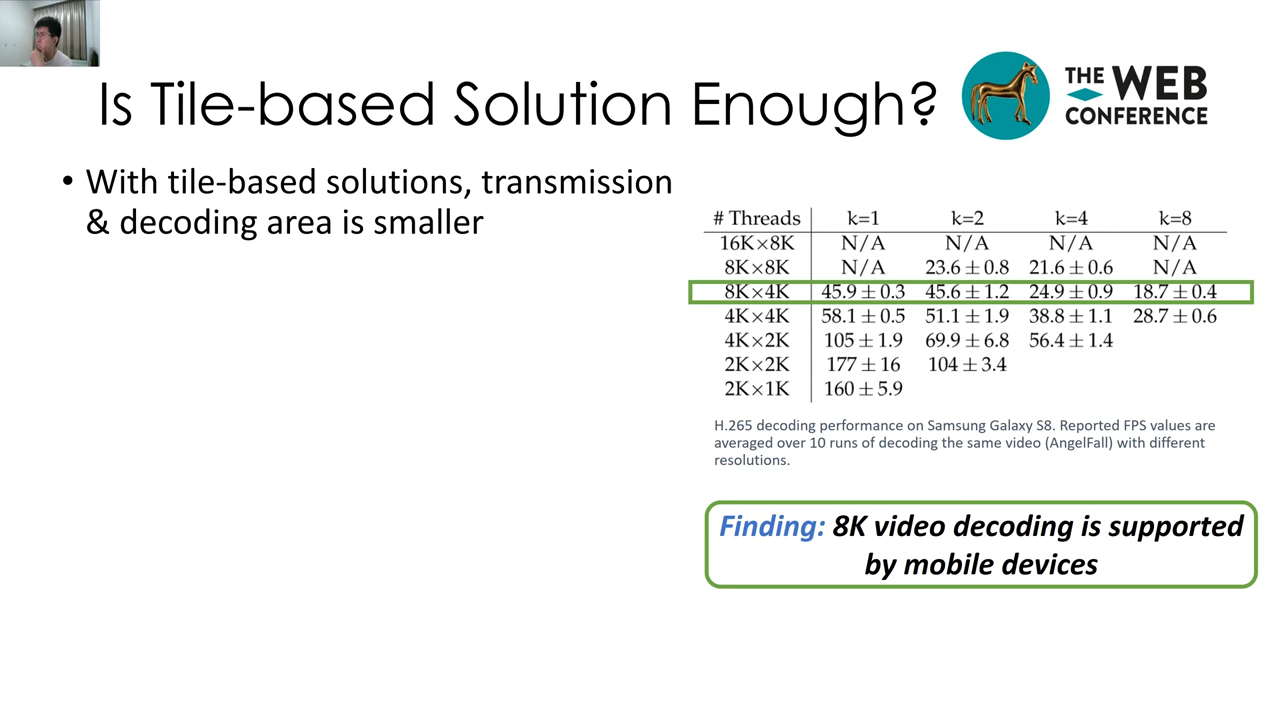 Is Tile-based Solution Enough?
THE WEB
CONFERENCE
• With tile-based solutions, transmission
& decoding area is smaller
# Threads k=1 k=2 k=4 k=8
16K×8K N/A N/A N/A N/A
8K×8K N/A 23.6 ± 0.8 21.6 ± 0.6 N/A
8K×4K 45.9 ± 0.3 45.6 ± 1.2 24.9 ± 0.9 18.7 ± 0.4
4K×4K 58.1 ± 0.5 51.1 ± 1.9 38.8 ± 1.1 28.7 ± 0.6
4K×2K 105 ± 1.9 69.9 ± 6.8 56.4 ± 1.4
2K×2K 177 ± 16 104 ± 3.4
2K×1K 160 ± 5.9
H.265 decoding performance on Samsung Galaxy S8. Reported FPS values are
averaged over 10 runs of decoding the same video (AngelFall) with different
resolutions.
Finding: 8K video decoding is supported
by mobile devices